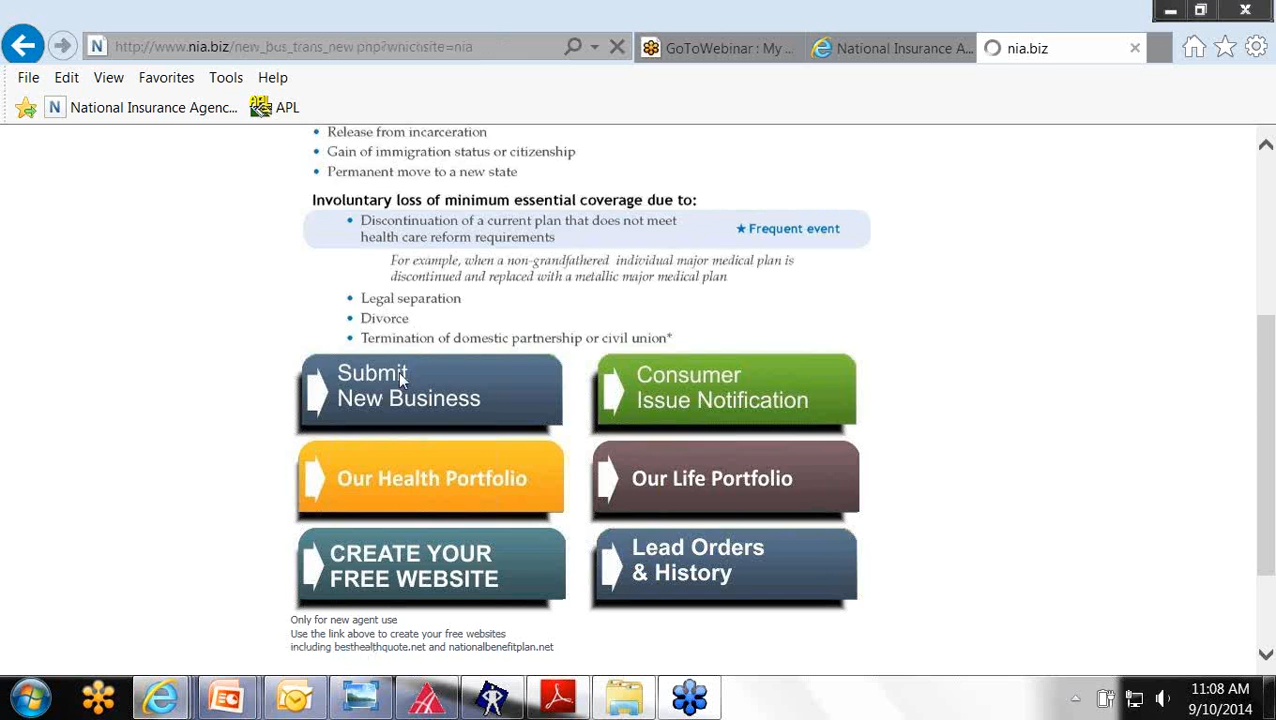 http://www.nia.biz/new_bus_trans_new.php?whichsite=nia
GoToWebinar : My ...
National Insurance A...
nia.biz
File Edit View Favorites Tools Help
National Insurance Agenc...
APL
• Release from incarceration
• Gain of immigration status or citizenship
• Permanent move to a new state
Involuntary loss of minimum essential coverage due to:
• Discontinuation of a current plan that does not meet
health care reform requirements
★ Frequent event
For example, when a non-grandfathered individual major medical plan is
discontinued and replaced with a metallic major medical plan
• Legal separation
• Divorce
• Termination of domestic partnership or civil union*
Submit
New Business
Consumer
Issue Notification
Our Health Portfolio
Our Life Portfolio
CREATE YOUR
FREE WEBSITE
Lead Orders
& History
Only for new agent use
Use the link above to create your free websites
including besthealthquote.net and nationalbenefitplan.net
11:08 AM
9/10/2014